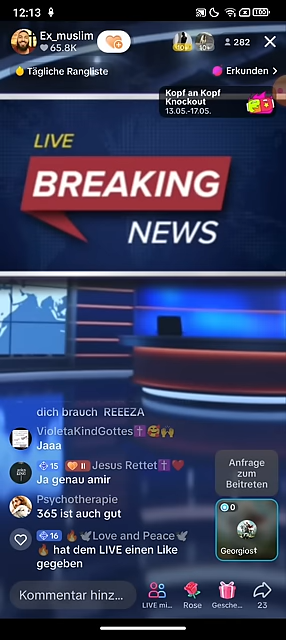 12:13
100
Ex_muslim
65.8K
10+
282
Tägliche Rangliste
Erkunden >
Kopf an Kopf
Knockout
13.05.-17.05.
LIVE
BREAKING
NEWS
dich brauch REEEZA
VioletaKindGottes✝️🥰🙌
Jaaa
15 II Jesus Rettet✝️❤️
Ja genau amir
Psychotherapie
365 ist auch gut
16 🔥🕊️Love and Peace🕊️
🔥 hat dem LIVE einen Like
gegeben
Anfrage
zum
Beitreten
0
Georgios✝
Kommentar hinz...
LIVE mi...
Rose
Gesche...
23